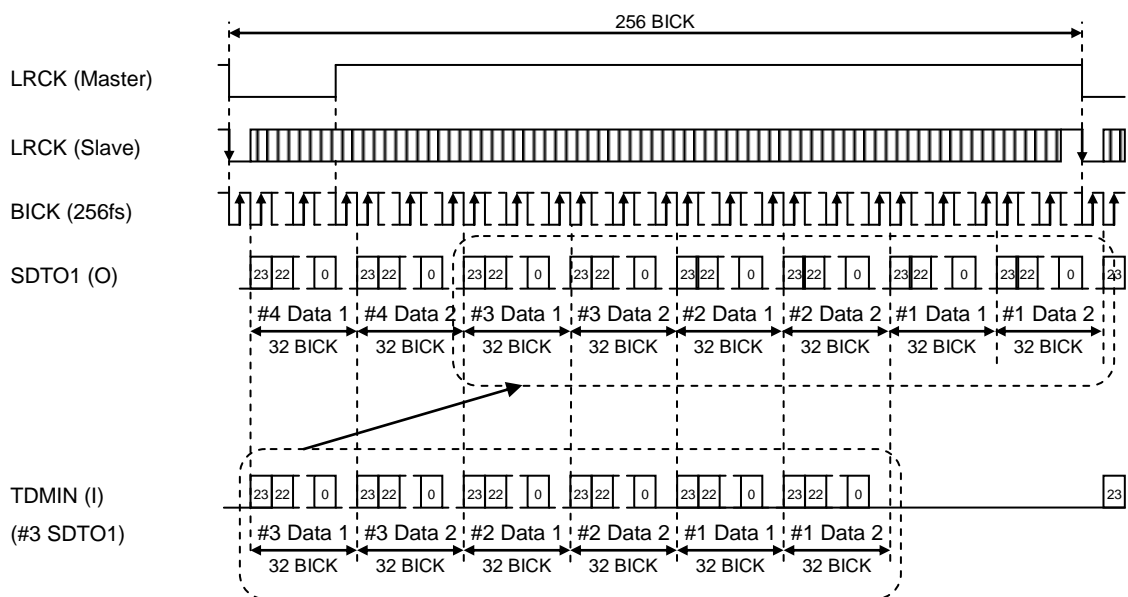 256 BICK
LRCK (Master)
LRCK (Slave)
BICK (256fs)
SDTO1 (O)
23 22 0 23 22 0 23 22 0 23 22 0 23 22 0 23 22 0 23 22 0 23 22 0 23
#4 Data 1 #4 Data 2 #3 Data 1 #3 Data 2 #2 Data 1 #2 Data 2 #1 Data 1 #1 Data 2
32 BICK 32 BICK 32 BICK 32 BICK 32 BICK 32 BICK 32 BICK 32 BICK
TDMIN (I)
23 22 0 23 22 0 23 22 0 23 22 0 23 22 0 23 22 0 23
(#3 SDTO1)
#3 Data 1 #3 Data 2 #2 Data 1 #2 Data 2 #1 Data 1 #1 Data 2
32 BICK 32 BICK 32 BICK 32 BICK 32 BICK 32 BICK